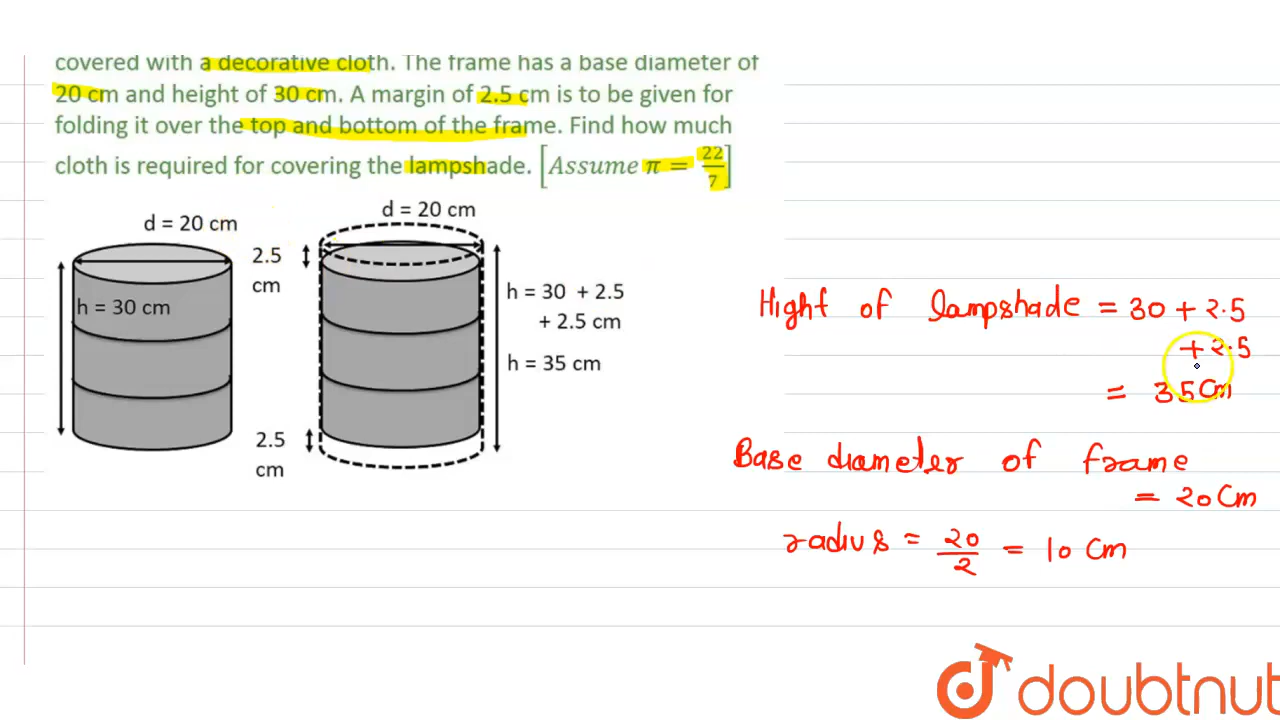 covered with a decorative cloth. The frame has a base diameter of
20 cm and height of 30 cm. A margin of 2.5 cm is to be given for
folding it over the top and bottom of the frame. Find how much
cloth is required for covering the lampshade. [Assume π = 22/7]
d = 20 cm
d = 20 cm
2.5
cm
h = 30 cm
h = 30 + 2.5
+ 2.5 cm
h = 35 cm
2.5
cm
Hight of lampshade = 30 + 2.5
+ 2.5
= 35 Cm
Base diameter of frame
= 20 Cm
radius = 20/2 = 10 Cm
doubtnut